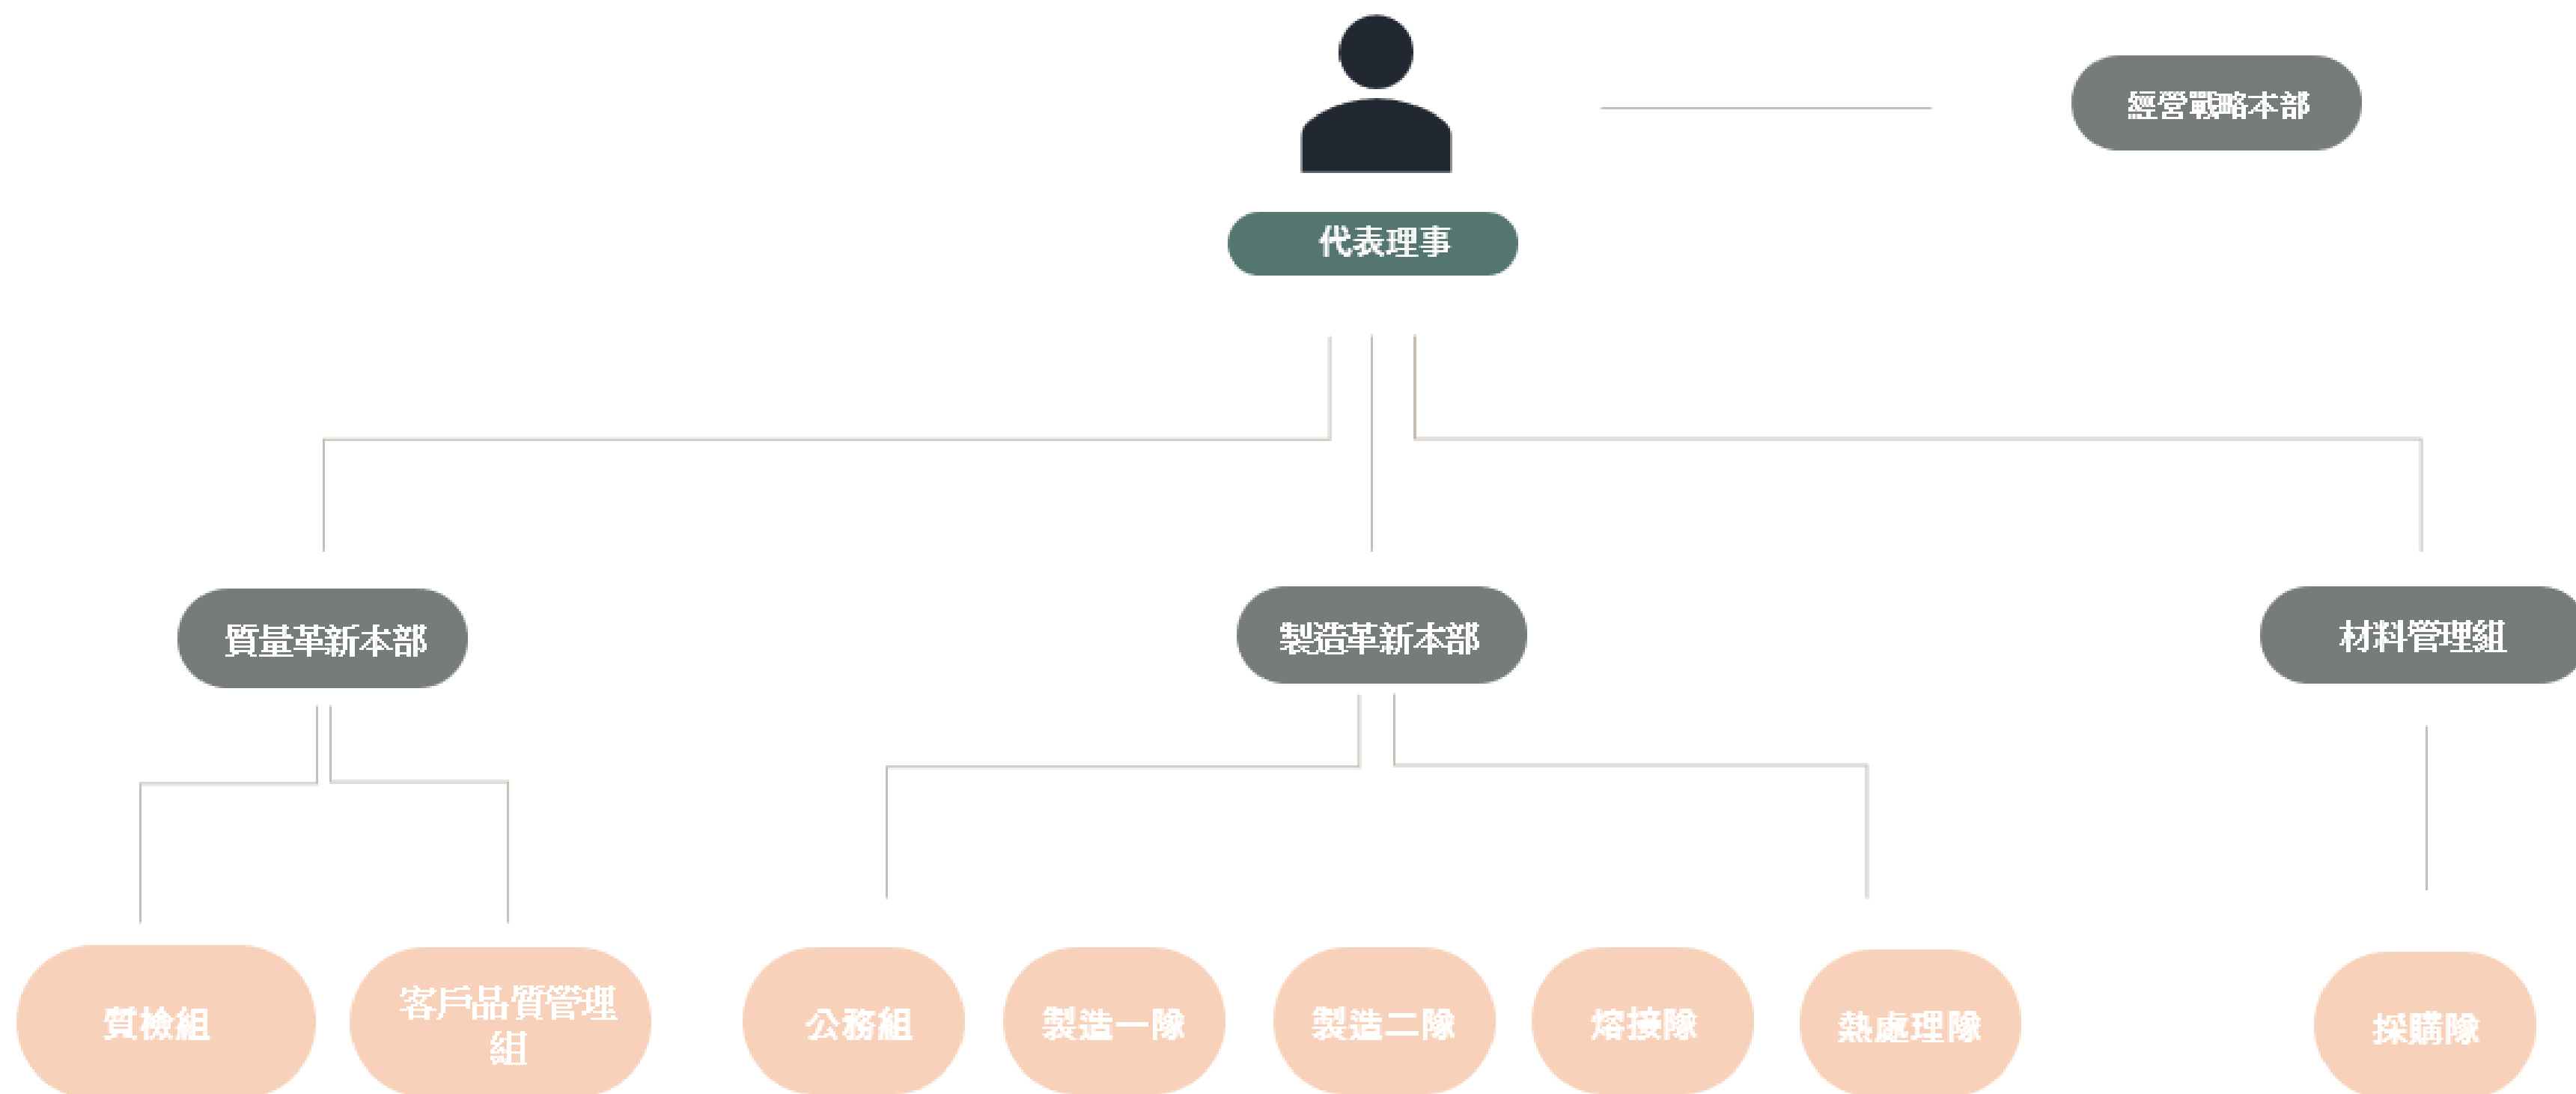 經營戰略本部
代表理事
質量革新本部
製造革新本部
材料管理組
質檢組
客戶品質管理
組
公務組
製造一隊
製造二隊
熔接隊
熱處理隊
採購隊